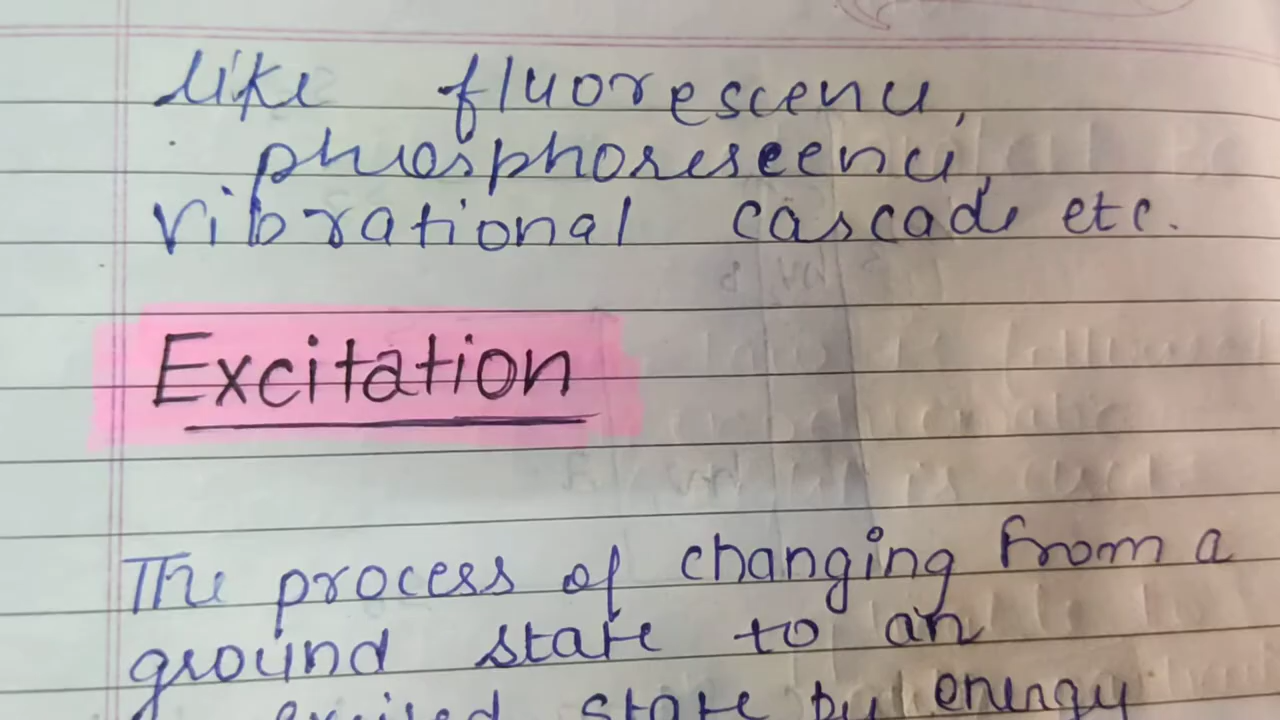 like fluorescence,
phosphorescence,
vibrational cascade etc.
Excitation
The process of changing from a
ground state to an
excited state by energy